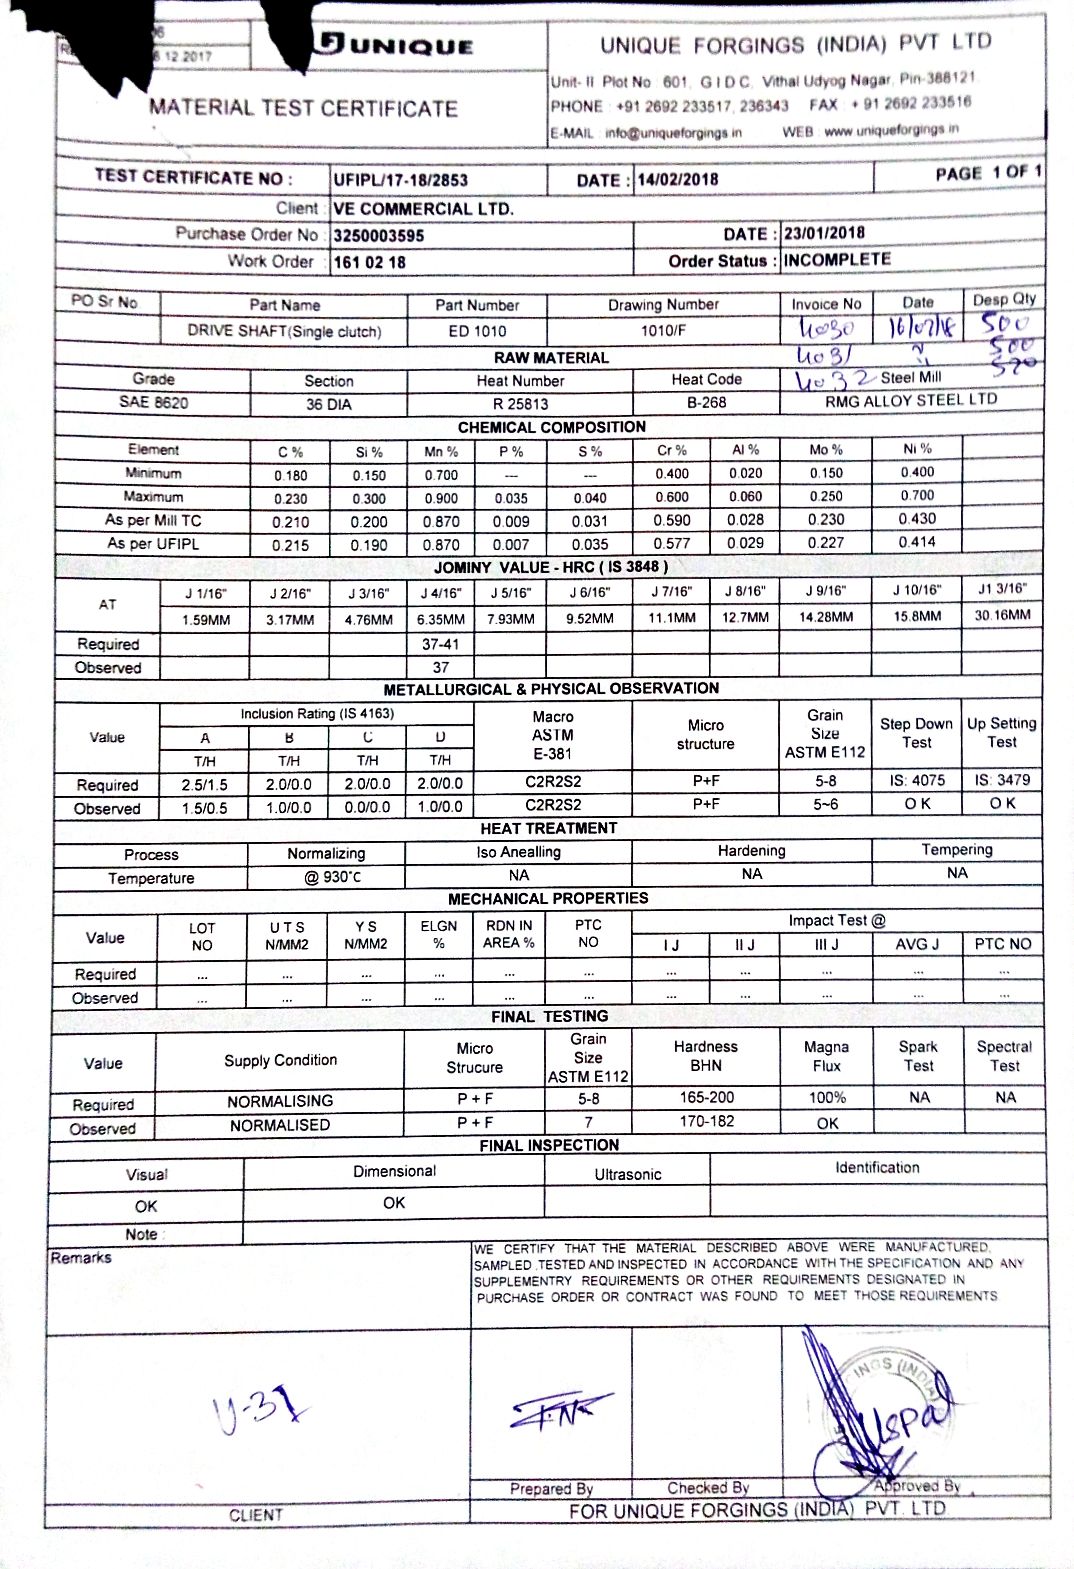 6.12.2017
UNIQUE
MATERIAL TEST CERTIFICATE
UNIQUE FORGINGS (INDIA) PVT LTD
Unit- II Plot No 601, G I D C, Vithal Udyog Nagar, Pin-388121
PHONE : +91 2692 233517, 236343 FAX : + 91 2692 233516
E-MAIL info@uniqueforgings.in WEB : www.uniqueforgings.in
TEST CERTIFICATE NO : UFIPL/17-18/2853 DATE : 14/02/2018 PAGE 1 OF 1
Client : VE COMMERCIAL LTD.
Purchase Order No : 3250003595 DATE : 23/01/2018
Work Order : 161 02 18 Order Status : INCOMPLETE
PO Sr No Part Name Part Number Drawing Number Invoice No Date Desp Qty
DRIVE SHAFT(Single clutch) ED 1010 1010/F 4030 16/02/18 500
RAW MATERIAL 4031 " 500
Grade Section Heat Number Heat Code 4032 Steel Mill 520
SAE 8620 36 DIA R 25813 B-268 RMG ALLOY STEEL LTD
CHEMICAL COMPOSITION
Element C % Si % Mn % P % S % Cr % Al % Mo % Ni %
Minimum 0.180 0.150 0.700 --- --- 0.400 0.020 0.150 0.400
Maximum 0.230 0.300 0.900 0.035 0.040 0.600 0.060 0.250 0.700
As per Mill TC 0.210 0.200 0.870 0.009 0.031 0.590 0.028 0.230 0.430
As per UFIPL 0.215 0.190 0.870 0.007 0.035 0.577 0.029 0.227 0.414
JOMINY VALUE - HRC ( IS 3848 )
AT J 1/16" J 2/16" J 3/16" J 4/16" J 5/16" J 6/16" J 7/16" J 8/16" J 9/16" J 10/16" J1 3/16"
1.59MM 3.17MM 4.76MM 6.35MM 7.93MM 9.52MM 11.1MM 12.7MM 14.28MM 15.8MM 30.16MM
Required 37-41
Observed 37
METALLURGICAL & PHYSICAL OBSERVATION
Value Inclusion Rating (IS 4163) Macro ASTM E-381 Micro structure Grain Size ASTM E112 Step Down Test Up Setting Test
A B C D
T/H T/H T/H T/H
Required 2.5/1.5 2.0/0.0 2.0/0.0 2.0/0.0 C2R2S2 P+F 5-8 IS: 4075 IS: 3479
Observed 1.5/0.5 1.0/0.0 0.0/0.0 1.0/0.0 C2R2S2 P+F 5~6 O K O K
HEAT TREATMENT
Process Normalizing Iso Anealling Hardening Tempering
Temperature @ 930°C NA NA NA
MECHANICAL PROPERTIES
Value LOT NO U T S N/MM2 Y S N/MM2 ELGN % RDN IN AREA % PTC NO Impact Test @
I J II J III J AVG J PTC NO
Required ... ... ... ... ... ... ... ... ... ... ...
Observed ... ... ... ... ... ... ... ... ... ... ...
FINAL TESTING
Value Supply Condition Micro Strucure Grain Size ASTM E112 Hardness BHN Magna Flux Spark Test Spectral Test
Required NORMALISING P + F 5-8 165-200 100% NA NA
Observed NORMALISED P + F 7 170-182 OK
FINAL INSPECTION
Visual Dimensional Ultrasonic Identification
OK OK
Note :
Remarks
WE CERTIFY THAT THE MATERIAL DESCRIBED ABOVE WERE MANUFACTURED,
SAMPLED ,TESTED AND INSPECTED IN ACCORDANCE WITH THE SPECIFICATION AND ANY
SUPPLEMENTRY REQUIREMENTS OR OTHER REQUIREMENTS DESIGNATED IN
PURCHASE ORDER OR CONTRACT WAS FOUND TO MEET THOSE REQUIREMENTS
U-31
Prepared By Checked By Approved By
CLIENT FOR UNIQUE FORGINGS (INDIA) PVT. LTD